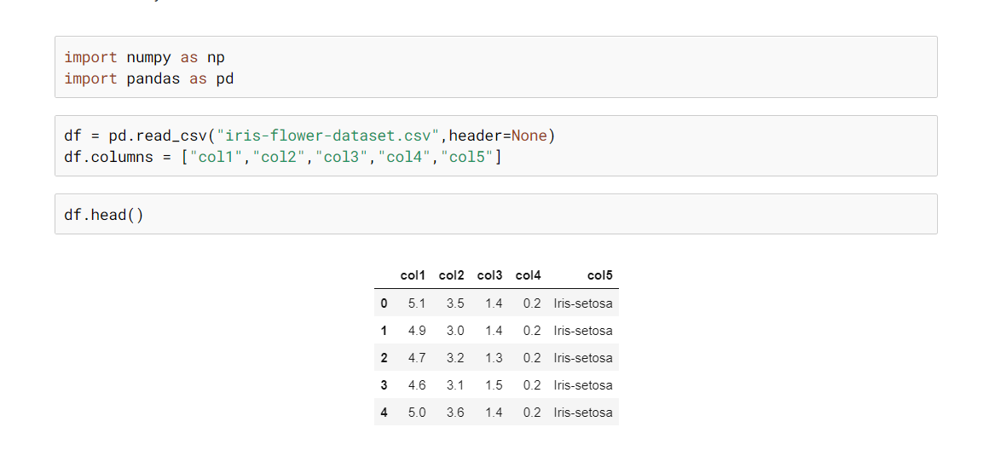 import numpy as np
import pandas as pd
df = pd.read_csv("iris-flower-dataset.csv",header=None)
df.columns = ["col1","col2","col3","col4","col5"]
df.head()
col1 col2 col3 col4 col5
0 5.1 3.5 1.4 0.2 Iris-setosa
1 4.9 3.0 1.4 0.2 Iris-setosa
2 4.7 3.2 1.3 0.2 Iris-setosa
3 4.6 3.1 1.5 0.2 Iris-setosa
4 5.0 3.6 1.4 0.2 Iris-setosa